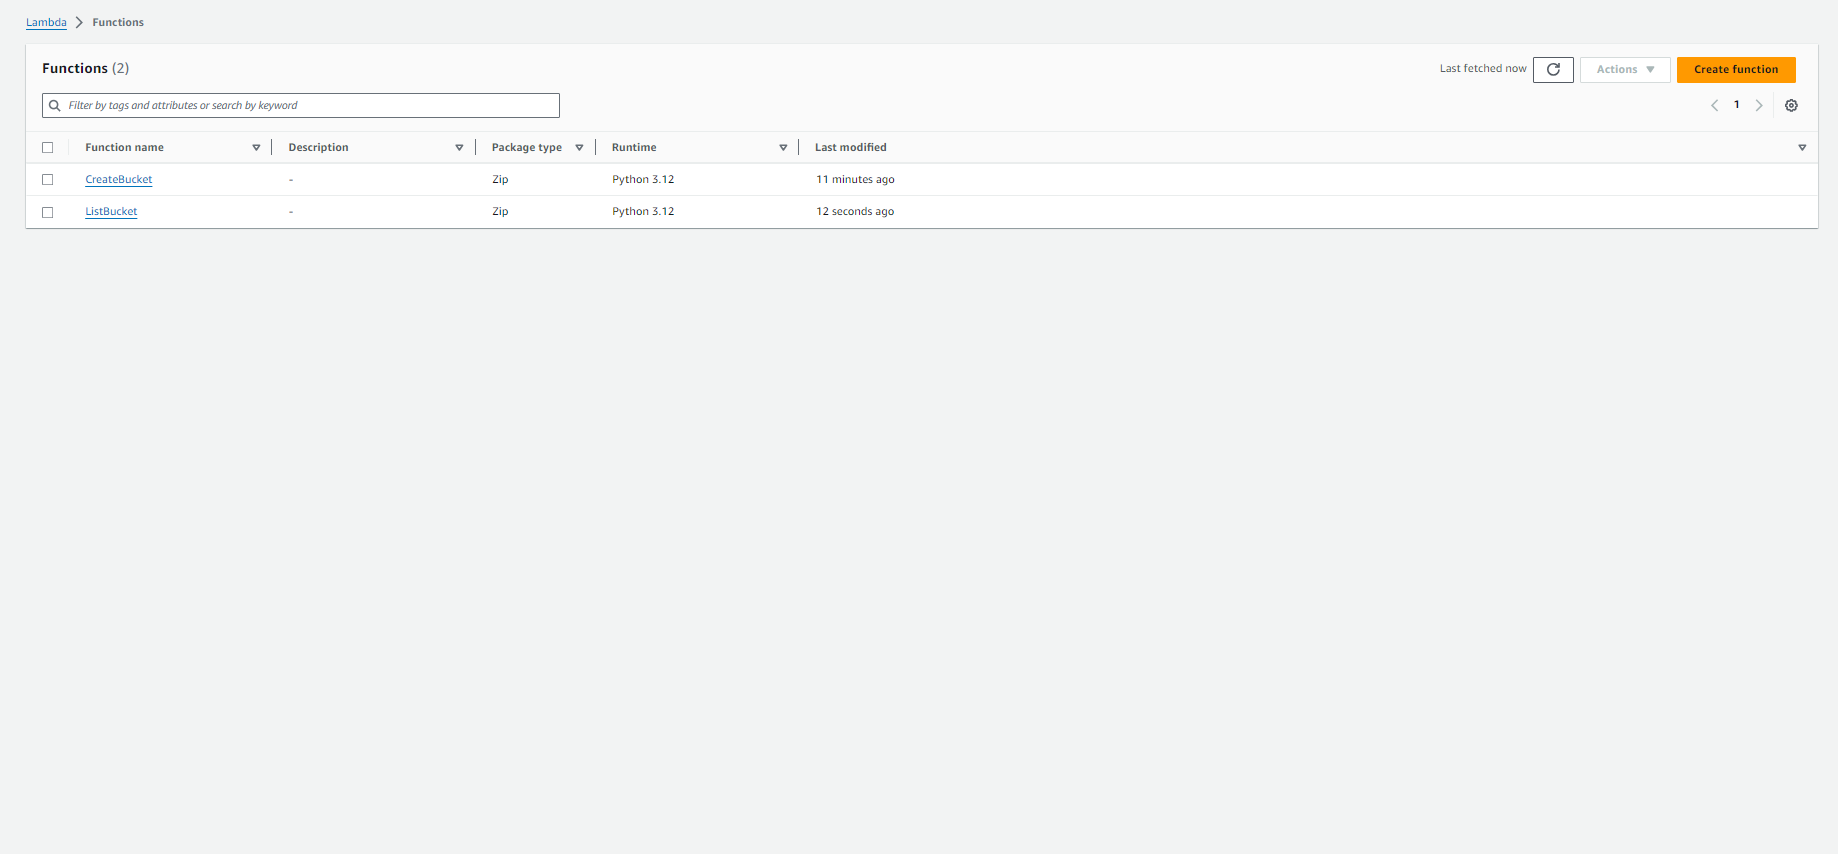 Lambda > Functions
Functions (2)
Last fetched now Actions Create function
Filter by tags and attributes or search by keyword
1
Function name Description Package type Runtime Last modified
CreateBucket - Zip Python 3.12 11 minutes ago
ListBucket - Zip Python 3.12 12 seconds ago